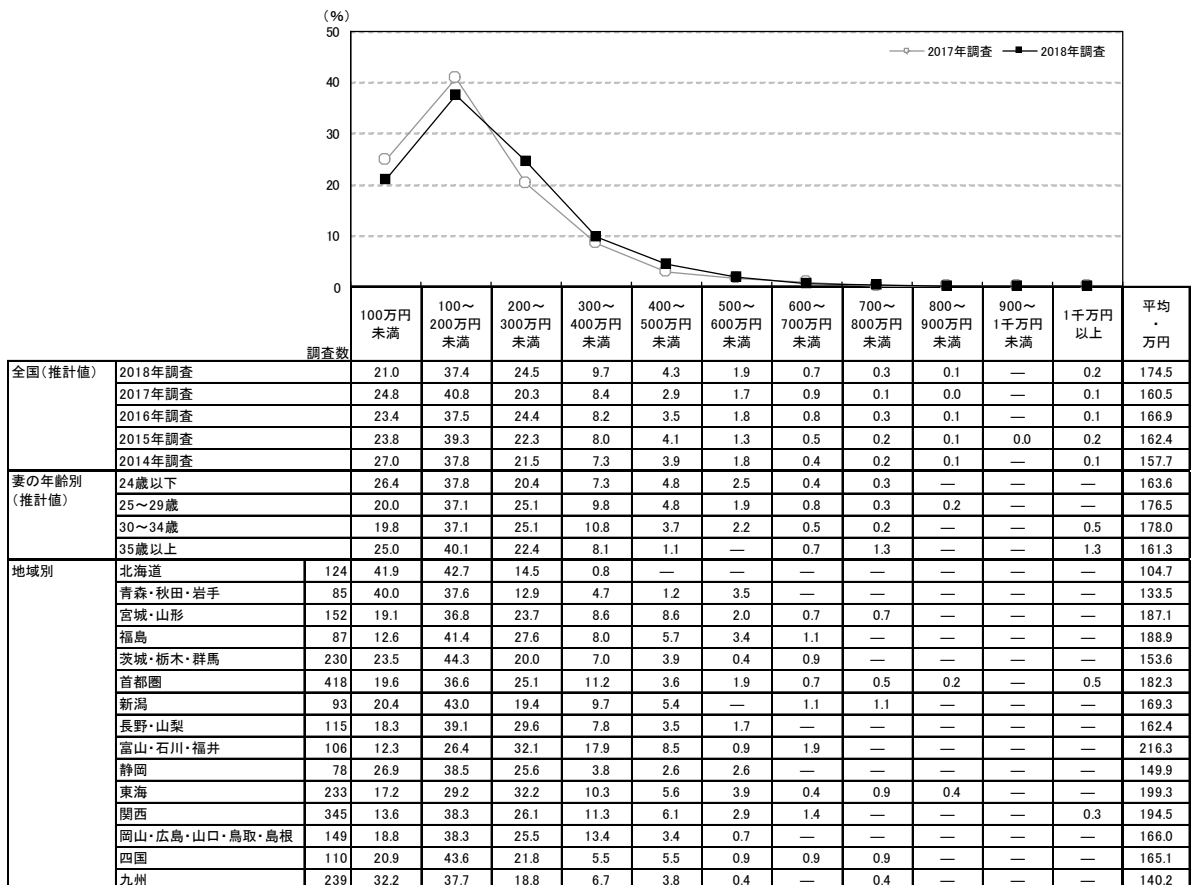 （%）
50
40
30
20
10
0
2017年調査 2018年調査
調査数 100万円未満 100～200万円未満 200～300万円未満 300～400万円未満 400～500万円未満 500～600万円未満 600～700万円未満 700～800万円未満 800～900万円未満 900～1千万円未満 1千万円以上 平均・万円
全国（推計値） 2018年調査 21.0 37.4 24.5 9.7 4.3 1.9 0.7 0.3 0.1 — 0.2 174.5
2017年調査 24.8 40.8 20.3 8.4 2.9 1.7 0.9 0.1 0.0 — 0.1 160.5
2016年調査 23.4 37.5 24.4 8.2 3.5 1.8 0.8 0.3 0.1 — 0.1 166.9
2015年調査 23.8 39.3 22.3 8.0 4.1 1.3 0.5 0.2 0.1 0.0 0.2 162.4
2014年調査 27.0 37.8 21.5 7.3 3.9 1.8 0.4 0.2 0.1 — 0.1 157.7
妻の年齢別（推計値） 24歳以下 26.4 37.8 20.4 7.3 4.8 2.5 0.4 0.3 — — — 163.6
25～29歳 20.0 37.1 25.1 9.8 4.8 1.9 0.8 0.3 0.2 — — 176.5
30～34歳 19.8 37.1 25.1 10.8 3.7 2.2 0.5 0.2 — — 0.5 178.0
35歳以上 25.0 40.1 22.4 8.1 1.1 — 0.7 1.3 — — 1.3 161.3
地域別 北海道 124 41.9 42.7 14.5 0.8 — — — — — — — 104.7
青森・秋田・岩手 85 40.0 37.6 12.9 4.7 1.2 3.5 — — — — — 133.5
宮城・山形 152 19.1 36.8 23.7 8.6 8.6 2.0 0.7 0.7 — — — 187.1
福島 87 12.6 41.4 27.6 8.0 5.7 3.4 1.1 — — — — 188.9
茨城・栃木・群馬 230 23.5 44.3 20.0 7.0 3.9 0.4 0.9 — — — — 153.6
首都圏 418 19.6 36.6 25.1 11.2 3.6 1.9 0.7 0.5 0.2 — 0.5 182.3
新潟 93 20.4 43.0 19.4 9.7 5.4 — 1.1 1.1 — — — 169.3
長野・山梨 115 18.3 39.1 29.6 7.8 3.5 1.7 — — — — — 162.4
富山・石川・福井 106 12.3 26.4 32.1 17.9 8.5 0.9 1.9 — — — — 216.3
静岡 78 26.9 38.5 25.6 3.8 2.6 2.6 — — — — — 149.9
東海 233 17.2 29.2 32.2 10.3 5.6 3.9 0.4 0.9 0.4 — — 199.3
関西 345 13.6 38.3 26.1 11.3 6.1 2.9 1.4 — — — 0.3 194.5
岡山・広島・山口・鳥取・島根 149 18.8 38.3 25.5 13.4 3.4 0.7 — — — — — 166.0
四国 110 20.9 43.6 21.8 5.5 5.5 0.9 0.9 0.9 — — — 165.1
九州 239 32.2 37.7 18.8 6.7 3.8 0.4 — 0.4 — — — 140.2